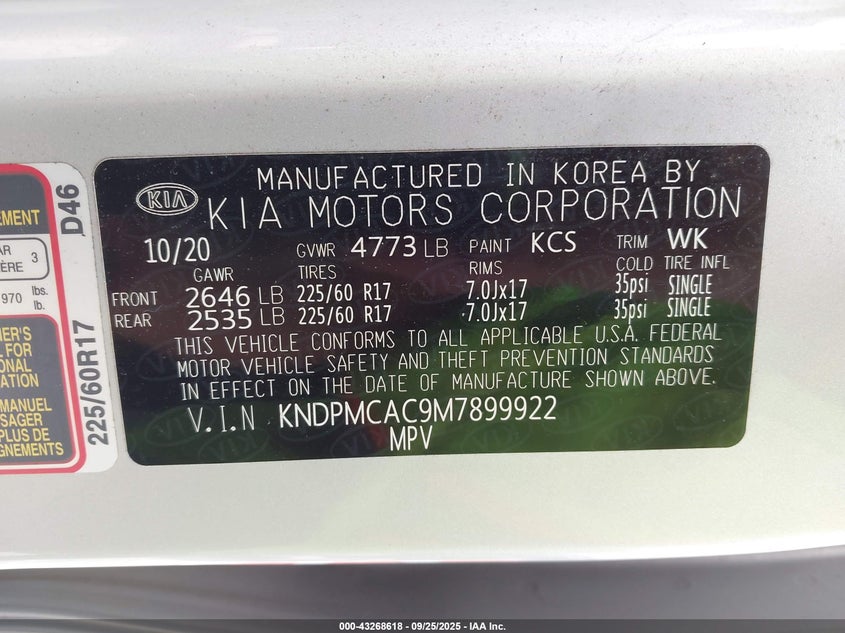 MANUFACTURED IN KOREA BY
KIA KIA MOTORS CORPORATION
10/20 GVWR 4773 LB PAINT KCS TRIM WK
GAWR TIRES RIMS COLD TIRE INFL
FRONT 2646 LB 225/60 R17 7.0Jx17 35psi SINGLE
REAR 2535 LB 225/60 R17 7.0Jx17 35psi SINGLE
THIS VEHICLE CONFORMS TO ALL APPLICABLE U.S.A. FEDERAL
MOTOR VEHICLE SAFETY AND THEFT PREVENTION STANDARDS
IN EFFECT ON THE DATE OF MANUFACTURE SHOWN ABOVE.
V.I.N KNDPMCAC9M7899922
MPV
D46
225/60R17
3
970 lbs.
lb.
FOR
MANUEL
PLUS DE
000-43268618 - 09/25/2025 - IAA Inc.